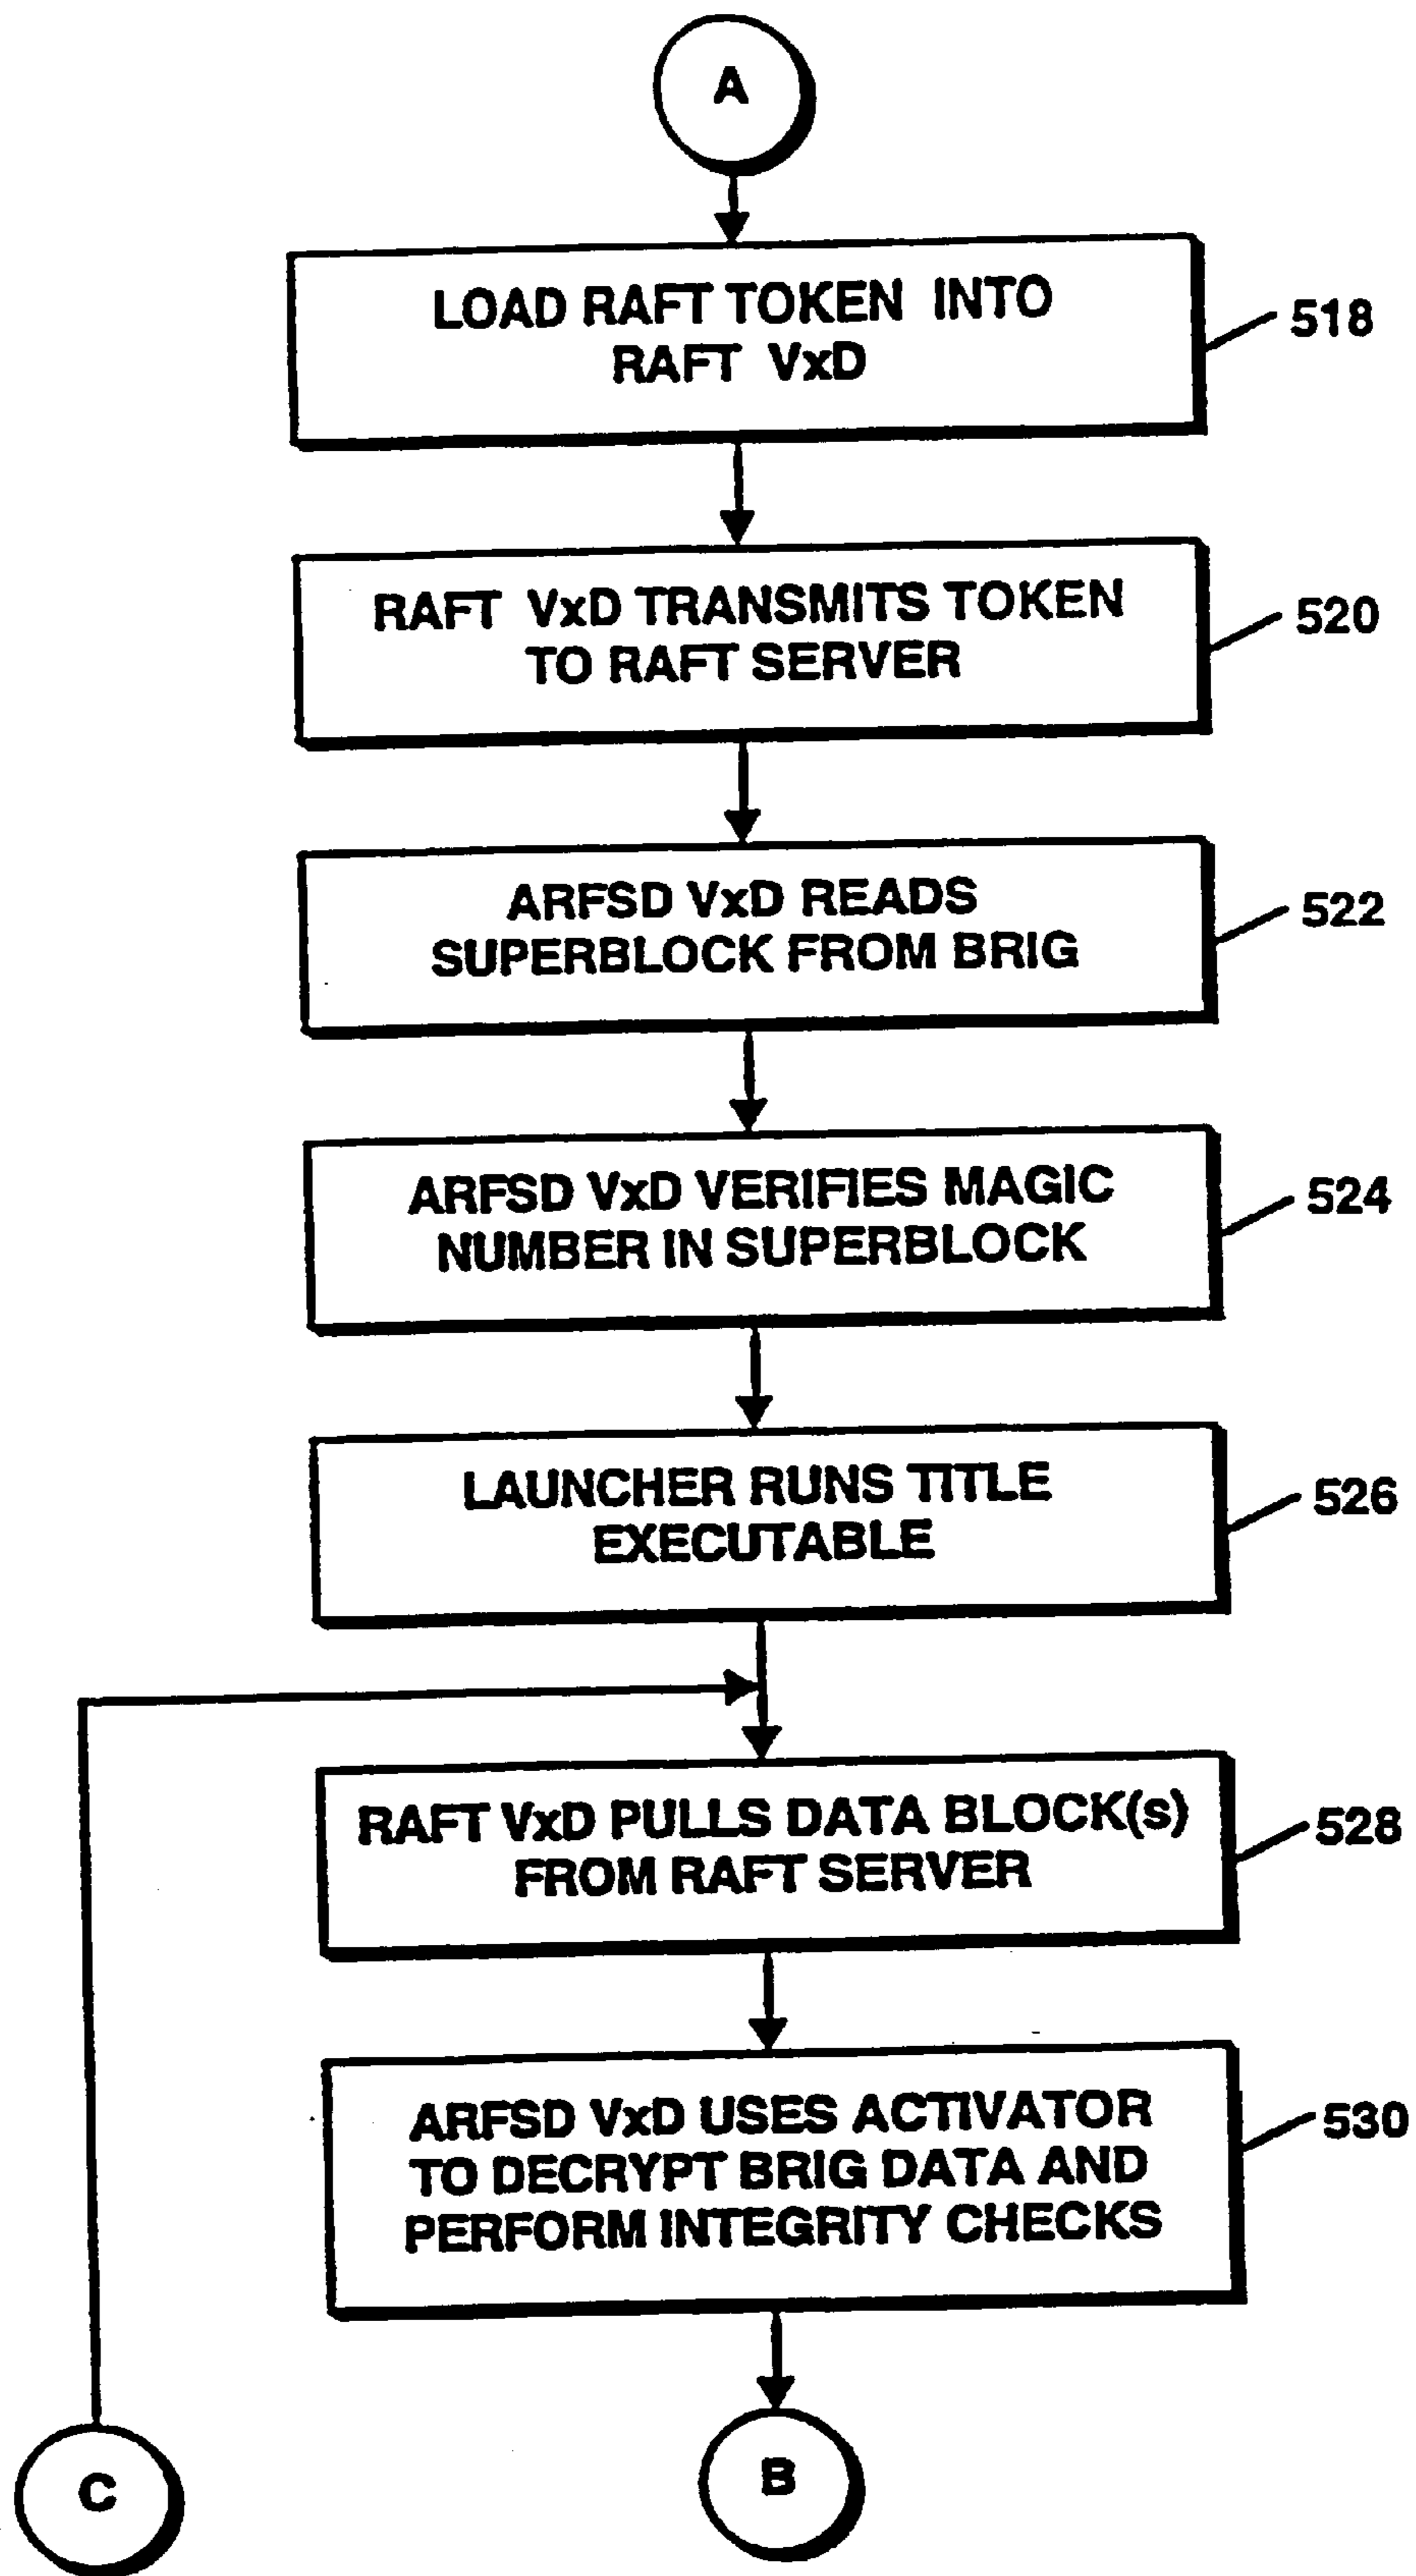 A
LOAD RAFT TOKEN INTO
RAFT VxD
518
RAFT VxD TRANSMITS TOKEN
TO RAFT SERVER
520
ARFSD VxD READS
SUPERBLOCK FROM BRIG
522
ARFSD VxD VERIFIES MAGIC
NUMBER IN SUPERBLOCK
524
LAUNCHER RUNS TITLE
EXECUTABLE
526
RAFT VxD PULLS DATA BLOCK(s)
FROM RAFT SERVER
528
ARFSD VxD USES ACTIVATOR
TO DECRYPT BRIG DATA AND
PERFORM INTEGRITY CHECKS
530
C
B